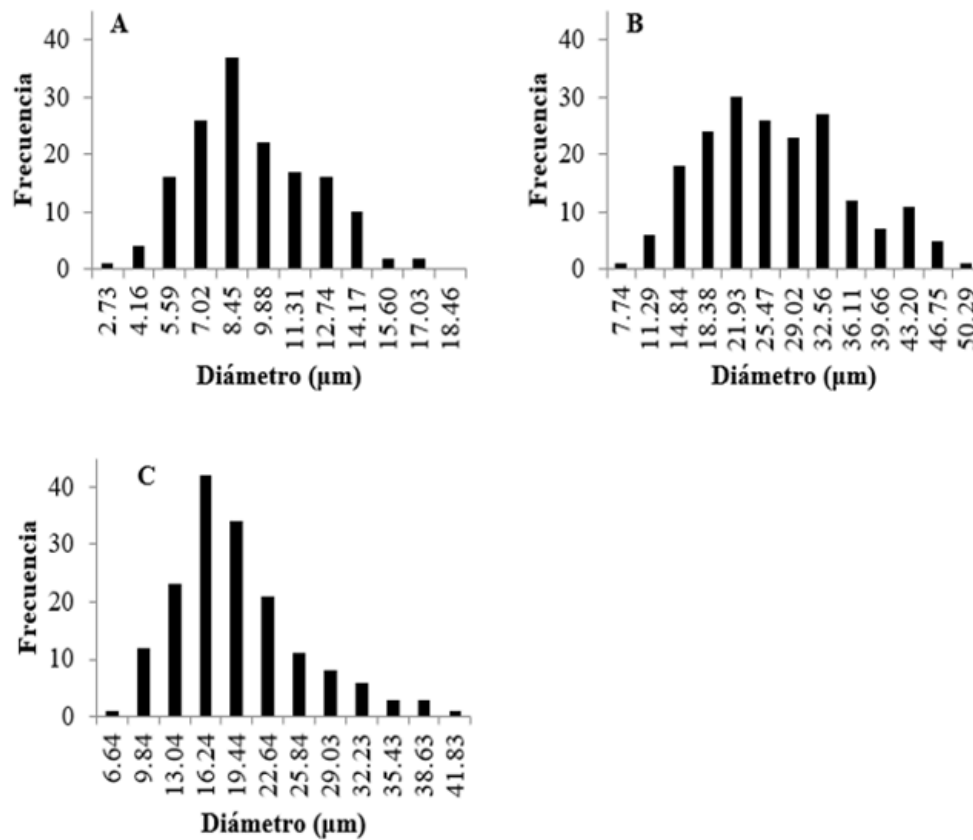 A
Frecuencia
40
30
20
10
0
2.73 4.16 5.59 7.02 8.45 9.88 11.31 12.74 14.17 15.60 17.03 18.46
Diámetro (µm)
B
Frecuencia
40
30
20
10
0
7.74 11.29 14.84 18.38 21.93 25.47 29.02 32.56 36.11 39.66 43.20 46.75 50.29
Diámetro (µm)
C
Frecuencia
40
30
20
10
0
6.64 9.84 13.04 16.24 19.44 22.64 25.84 29.03 32.23 35.43 38.63 41.83
Diámetro (µm)